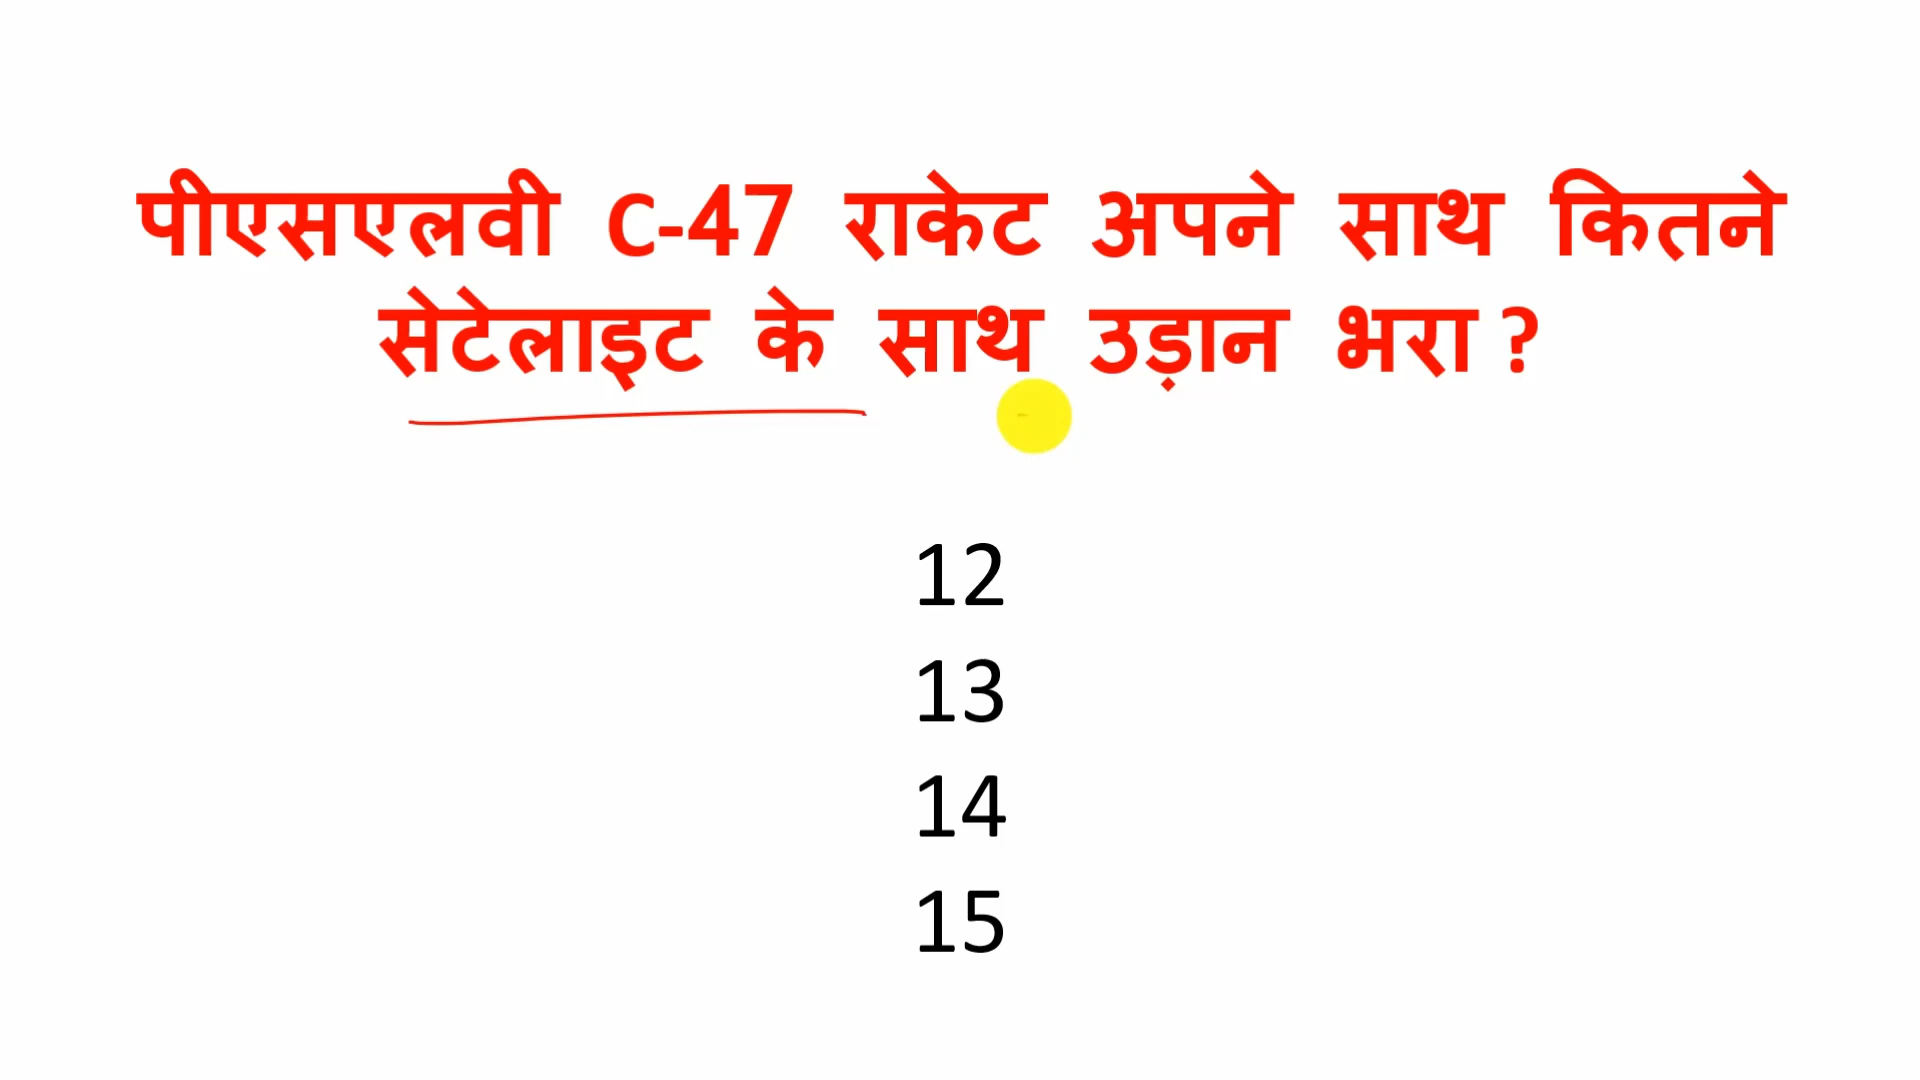 पीएसएलवी C-47 राकेट अपने साथ कितने
सेटेलाइट के साथ उड़ान भरा ?
12
13
14
15